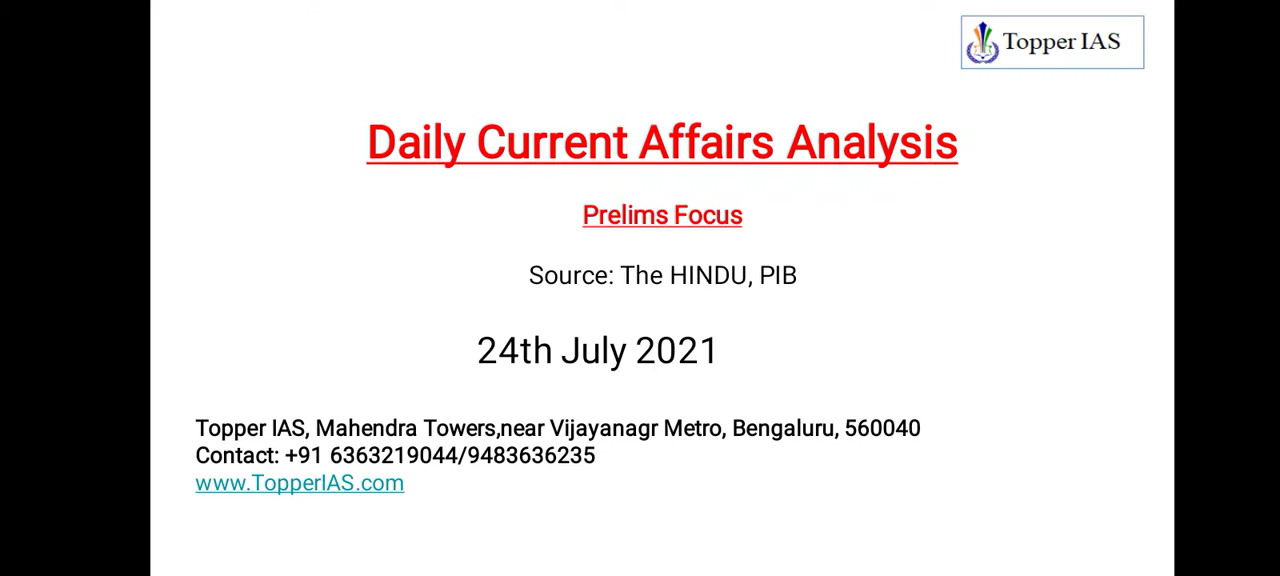 Topper IAS
Daily Current Affairs Analysis
Prelims Focus
Source: The HINDU, PIB
24th July 2021
Topper IAS, Mahendra Towers,near Vijayanagr Metro, Bengaluru, 560040
Contact: +91 6363219044/9483636235
www.TopperIAS.com